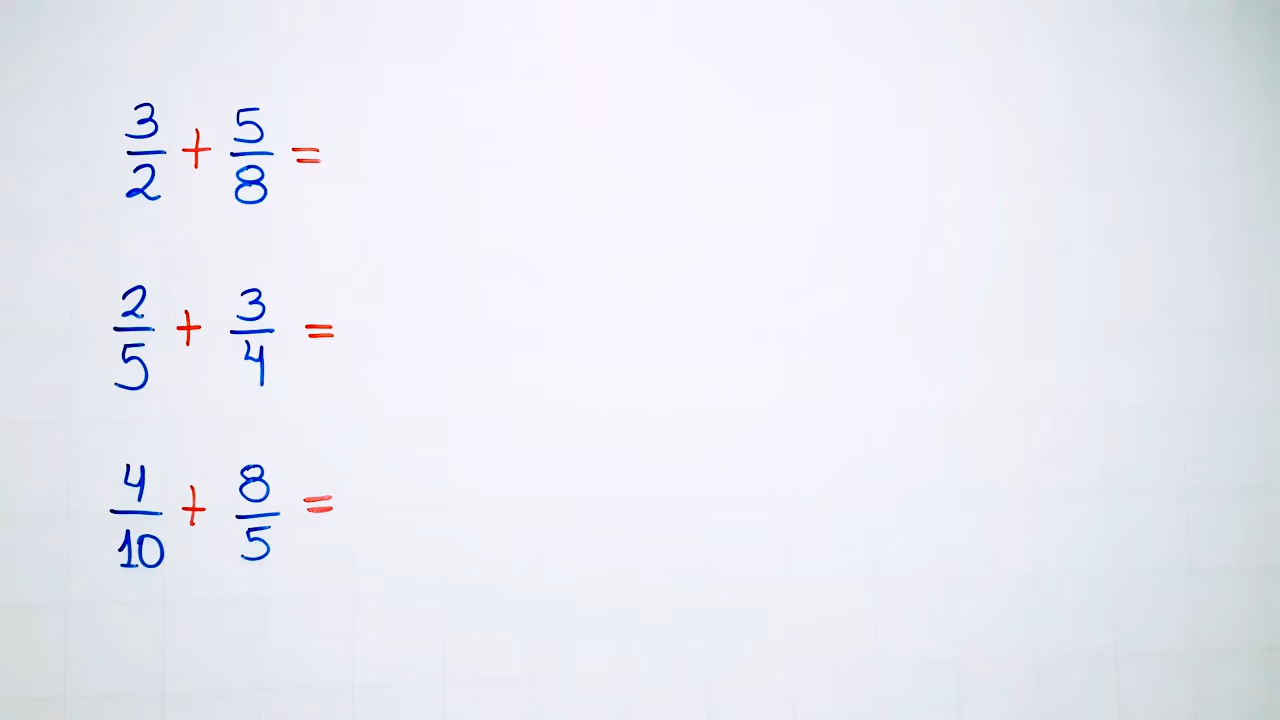 3/2 + 5/8 =
2/5 + 3/4 =
4/10 + 8/5 =